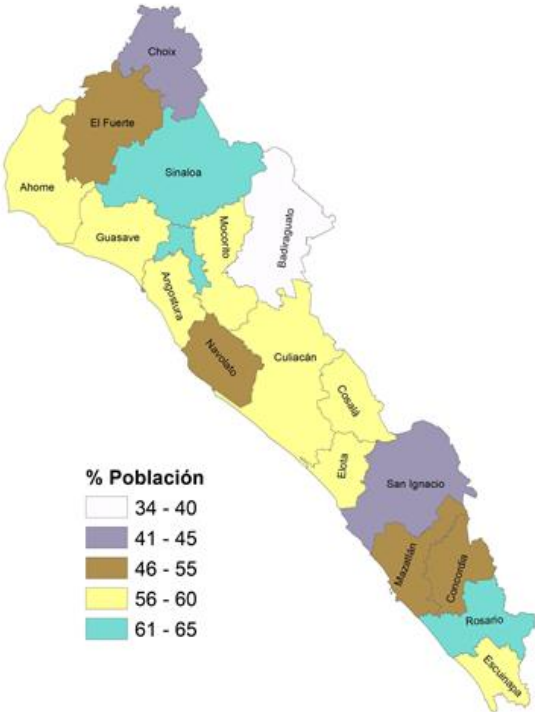 Choix
El Fuerte
Sinaloa
Ahome
Guasave
Mocorito
Badiraguato
Angostura
Navolato
Culiacán
Cosalá
Elota
San Ignacio
Mazatlán
Concordia
Rosario
Escuinapa
% Población
34 - 40
41 - 45
46 - 55
56 - 60
61 - 65